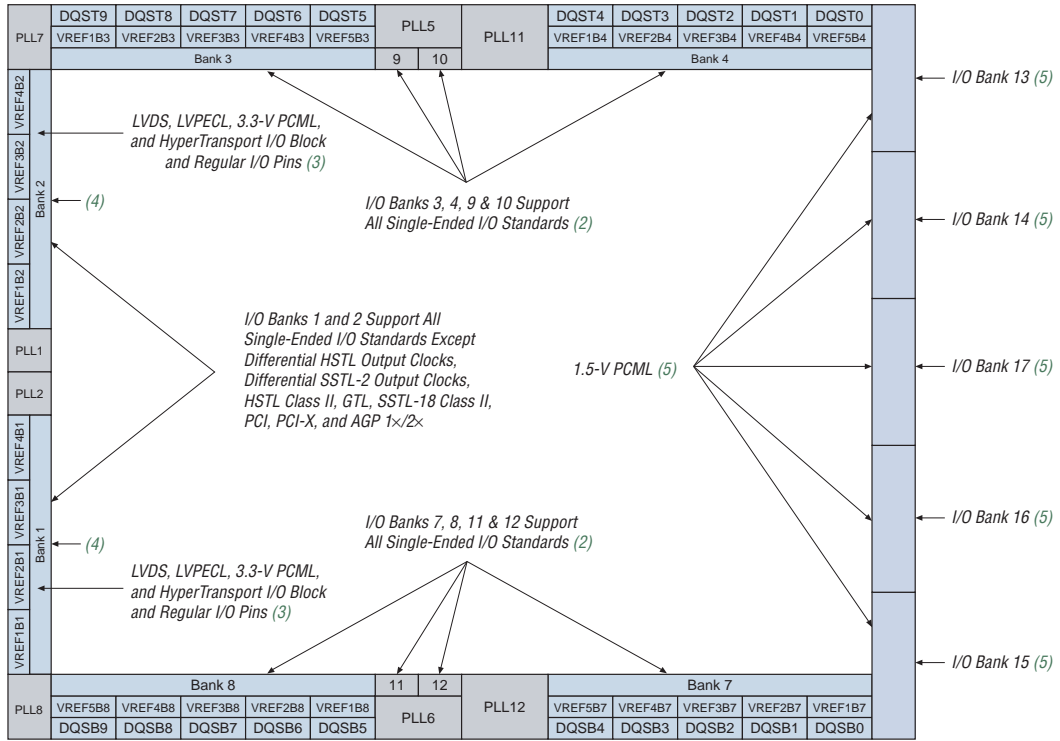 PLL7
DQST9 DQST8 DQST7 DQST6 DQST5
VREF1B3 VREF2B3 VREF3B3 VREF4B3 VREF5B3
Bank 3
PLL5
9 10
PLL11
DQST4 DQST3 DQST2 DQST1 DQST0
VREF1B4 VREF2B4 VREF3B4 VREF4B4 VREF5B4
Bank 4
I/O Bank 13 (5)
I/O Bank 14 (5)
I/O Bank 17 (5)
I/O Bank 16 (5)
I/O Bank 15 (5)
VREF4B2
VREF3B2
VREF2B2
VREF1B2
Bank 2
LVDS, LVPECL, 3.3-V PCML,
and HyperTransport I/O Block
and Regular I/O Pins (3)
(4)
I/O Banks 3, 4, 9 & 10 Support
All Single-Ended I/O Standards (2)
PLL1
PLL2
I/O Banks 1 and 2 Support All
Single-Ended I/O Standards Except
Differential HSTL Output Clocks,
Differential SSTL-2 Output Clocks,
HSTL Class II, GTL, SSTL-18 Class II,
PCI, PCI-X, and AGP 1×/2×
1.5-V PCML (5)
VREF4B1
VREF3B1
VREF2B1
VREF1B1
Bank 1
(4)
LVDS, LVPECL, 3.3-V PCML,
and HyperTransport I/O Block
and Regular I/O Pins (3)
I/O Banks 7, 8, 11 & 12 Support
All Single-Ended I/O Standards (2)
PLL8
Bank 8
VREF5B8 VREF4B8 VREF3B8 VREF2B8 VREF1B8
DQSB9 DQSB8 DQSB7 DQSB6 DQSB5
11 12
PLL6
PLL12
Bank 7
VREF5B7 VREF4B7 VREF3B7 VREF2B7 VREF1B7
DQSB4 DQSB3 DQSB2 DQSB1 DQSB0